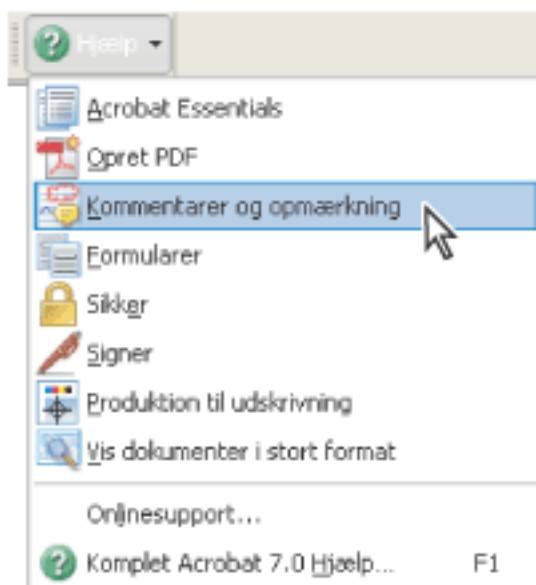 Hjælp
Acrobat Essentials
Opret PDF
Kommentarer og opmærkning
Formularer
Sikker
Signer
Produktion til udskrivning
Vis dokumenter i stort format
Onlinesupport...
Komplet Acrobat 7.0 Hjælp... F1